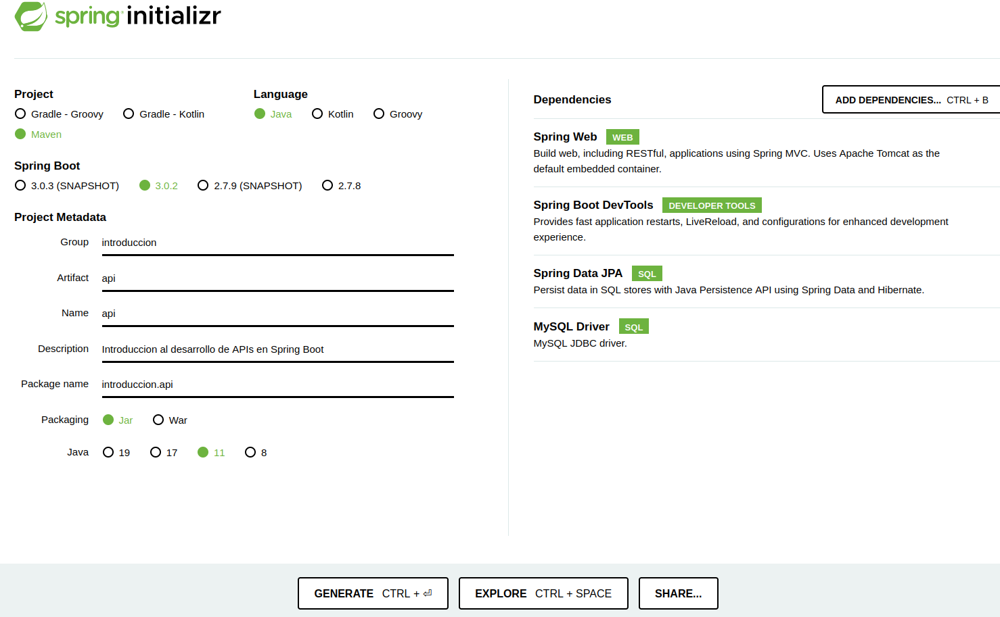 spring initializr
Project
Gradle - Groovy
Gradle - Kotlin
Maven
Language
Java
Kotlin
Groovy
Spring Boot
3.0.3 (SNAPSHOT)
3.0.2
2.7.9 (SNAPSHOT)
2.7.8
Project Metadata
Group introduccion
Artifact api
Name api
Description Introduccion al desarrollo de APIs en Spring Boot
Package name introduccion.api
Packaging Jar War
Java 19 17 11 8
Dependencies
ADD DEPENDENCIES... CTRL + B
Spring Web WEB
Build web, including RESTful, applications using Spring MVC. Uses Apache Tomcat as the
default embedded container.
Spring Boot DevTools DEVELOPER TOOLS
Provides fast application restarts, LiveReload, and configurations for enhanced development
experience.
Spring Data JPA SQL
Persist data in SQL stores with Java Persistence API using Spring Data and Hibernate.
MySQL Driver SQL
MySQL JDBC driver.
GENERATE CTRL + ⏎
EXPLORE CTRL + SPACE
SHARE...